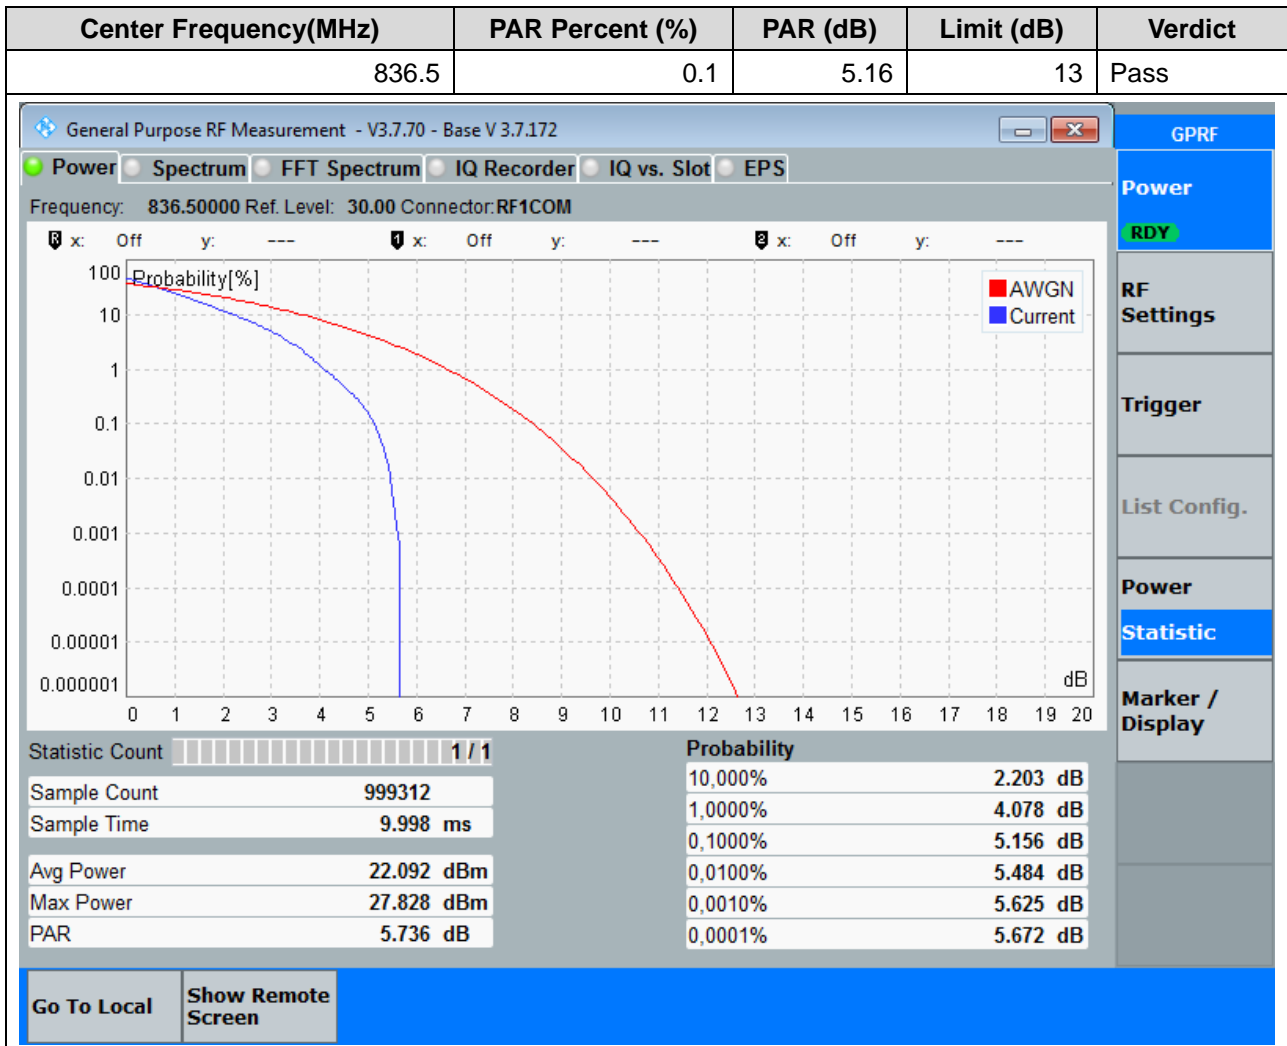 Center Frequency(MHz) PAR Percent (%) PAR (dB) Limit (dB) Verdict
836.5 0.1 5.16 13 Pass
General Purpose RF Measurement - V3.7.70 - Base V 3.7.172
GPRF
Power Spectrum FFT Spectrum IQ Recorder IQ vs. Slot EPS
Frequency: 836.50000 Ref. Level: 30.00 Connector: RF1COM
R x: Off y: --- 1 x: Off y: --- 2 x: Off y: ---
Probability[%]
AWGN
Current
100
10
1
0.1
0.01
0.001
0.0001
0.00001
0.000001
dB
0 1 2 3 4 5 6 7 8 9 10 11 12 13 14 15 16 17 18 19 20
Statistic Count 1 / 1
Sample Count 999312
Sample Time 9.998 ms
Avg Power 22.092 dBm
Max Power 27.828 dBm
PAR 5.736 dB
Probability
10,000% 2.203 dB
1,0000% 4.078 dB
0,1000% 5.156 dB
0,0100% 5.484 dB
0,0010% 5.625 dB
0,0001% 5.672 dB
Power
RDY
RF
Settings
Trigger
List Config.
Power
Statistic
Marker /
Display
Go To Local
Show Remote
Screen